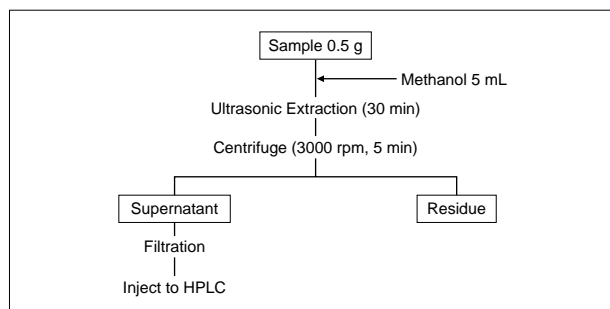 Sample 0.5 g
Methanol 5 mL
Ultrasonic Extraction (30 min)
Centrifuge (3000 rpm, 5 min)
Supernatant
Residue
Filtration
Inject to HPLC